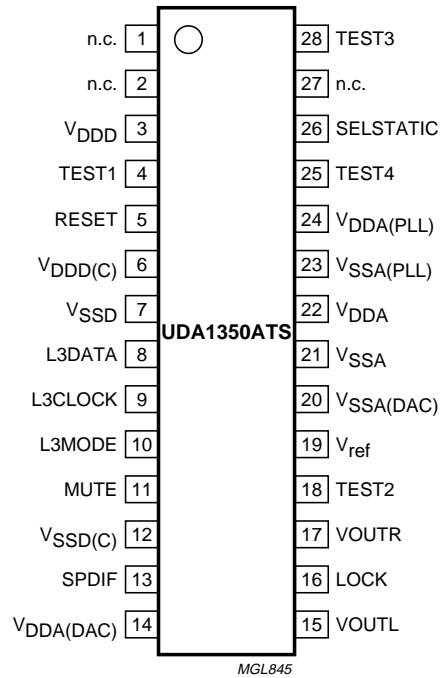 n.c. 1
n.c. 2
VDDD 3
TEST1 4
RESET 5
VDDD(C) 6
VSSD 7
L3DATA 8
L3CLOCK 9
L3MODE 10
MUTE 11
VSSD(C) 12
SPDIF 13
VDDA(DAC) 14
UDA1350ATS
28 TEST3
27 n.c.
26 SELSTATIC
25 TEST4
24 VDDA(PLL)
23 VSSA(PLL)
22 VDDA
21 VSSA
20 VSSA(DAC)
19 Vref
18 TEST2
17 VOUTR
16 LOCK
15 VOUTL
MGL845